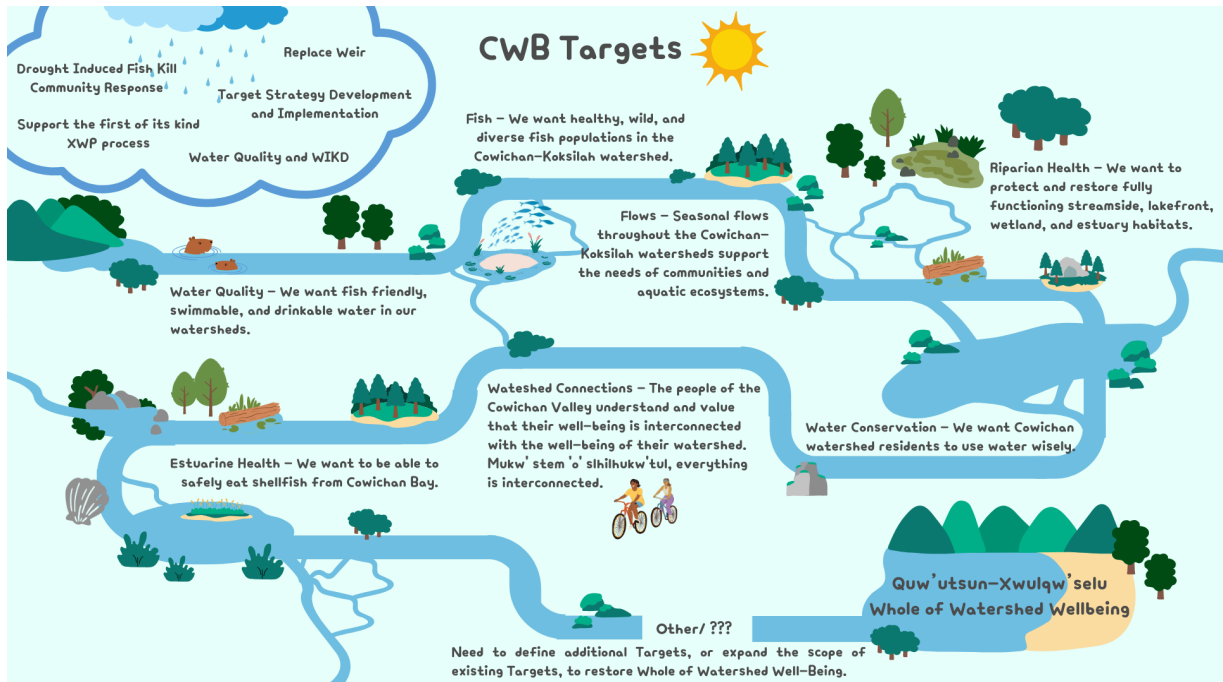 CWB Targets
Replace Weir
Drought Induced Fish Kill
Community Response
Target Strategy Development
and Implementation
Support the first of its kind
XWP process
Water Quality and WIKD
Fish – We want healthy, wild, and
diverse fish populations in the
Cowichan-Koksilah watershed.
Riparian Health – We want to
protect and restore fully
functioning streamside, lakefront,
wetland, and estuary habitats.
Flows – Seasonal flows
throughout the Cowichan-
Koksilah watersheds support
the needs of communities and
aquatic ecosystems.
Water Quality – We want fish friendly,
swimmable, and drinkable water in our
watersheds.
Wateshed Connections – The people of the
Cowichan Valley understand and value
that their well-being is interconnected
with the well-being of their watershed.
Mukw' stem 'o' slhilhukw'tul, everything
is interconnected.
Water Conservation – We want Cowichan
watershed residents to use water wisely.
Estuarine Health – We want to be able to
safely eat shellfish from Cowichan Bay.
Quw'utsun-Xwulqw'selu
Whole of Watershed Wellbeing
Other/ ???
Need to define additional Targets, or expand the scope of
existing Targets, to restore Whole of Watershed Well-Being.